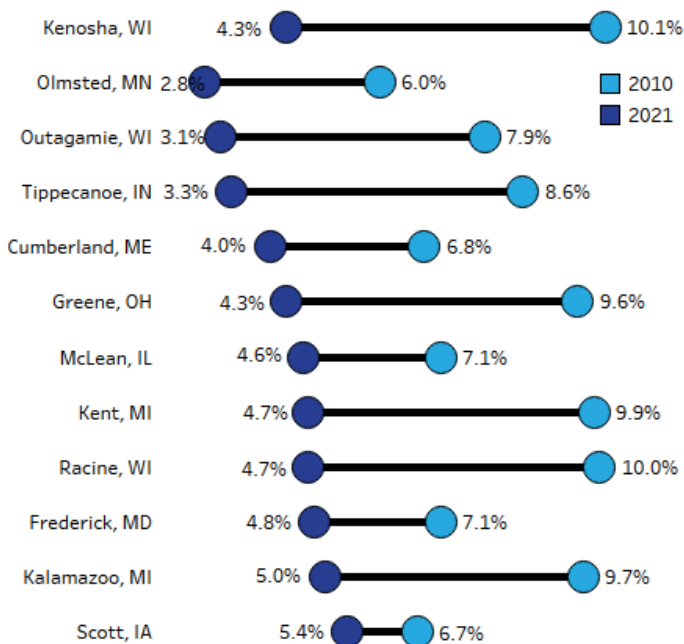 Kenosha, WI 4.3% 10.1%
Olmsted, MN 2.8% 6.0%
2010
2021
Outagamie, WI 3.1% 7.9%
Tippecanoe, IN 3.3% 8.6%
Cumberland, ME 4.0% 6.8%
Greene, OH 4.3% 9.6%
McLean, IL 4.6% 7.1%
Kent, MI 4.7% 9.9%
Racine, WI 4.7% 10.0%
Frederick, MD 4.8% 7.1%
Kalamazoo, MI 5.0% 9.7%
Scott, IA 5.4% 6.7%